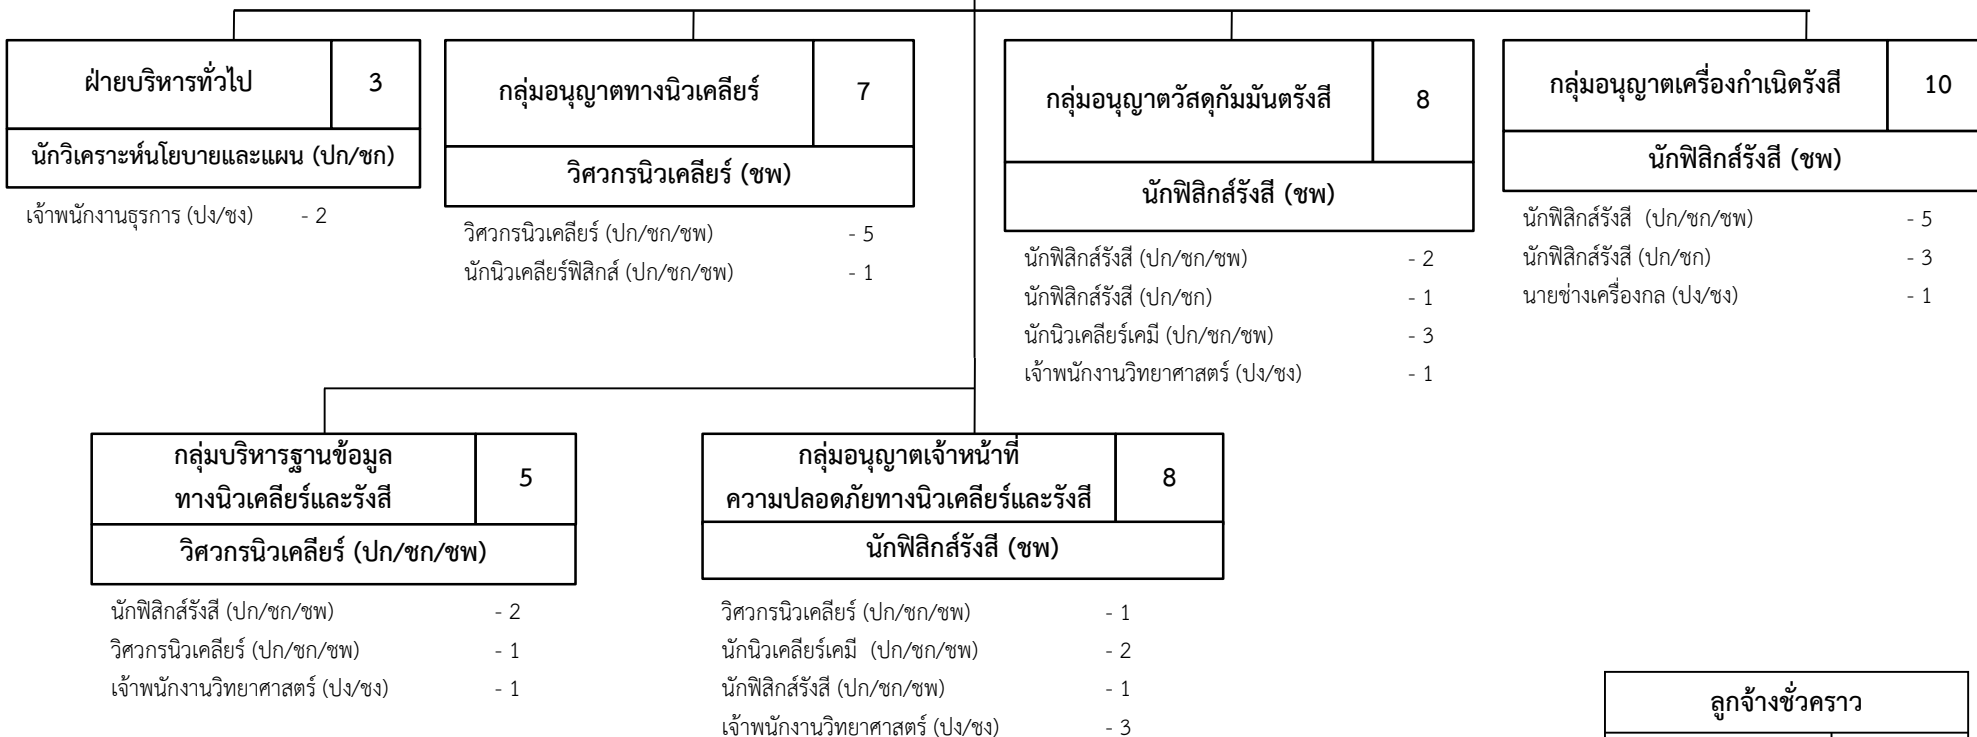 ฝ่ายบริหารทั่วไป 3
นักวิเคราะห์นโยบายและแผน (ปก/ชก)
เจ้าพนักงานธุรการ (ปง/ชง) - 2
กลุ่มอนุญาตทางนิวเคลียร์ 7
วิศวกรนิวเคลียร์ (ชพ)
วิศวกรนิวเคลียร์ (ปก/ชก/ชพ) - 5
นักนิวเคลียร์ฟิสิกส์ (ปก/ชก/ชพ) - 1
กลุ่มอนุญาตวัสดุกัมมันตรังสี 8
นักฟิสิกส์รังสี (ชพ)
นักฟิสิกส์รังสี (ปก/ชก/ชพ) - 2
นักฟิสิกส์รังสี (ปก/ชก) - 1
นักนิวเคลียร์เคมี (ปก/ชก/ชพ) - 3
เจ้าพนักงานวิทยาศาสตร์ (ปง/ชง) - 1
กลุ่มอนุญาตเครื่องกำเนิดรังสี 10
นักฟิสิกส์รังสี (ชพ)
นักฟิสิกส์รังสี (ปก/ชก/ชพ) - 5
นักฟิสิกส์รังสี (ปก/ชก) - 3
นายช่างเครื่องกล (ปง/ชง) - 1
กลุ่มบริหารฐานข้อมูล
ทางนิวเคลียร์และรังสี 5
วิศวกรนิวเคลียร์ (ปก/ชก/ชพ)
นักฟิสิกส์รังสี (ปก/ชก/ชพ) - 2
วิศวกรนิวเคลียร์ (ปก/ชก/ชพ) - 1
เจ้าพนักงานวิทยาศาสตร์ (ปง/ชง) - 1
กลุ่มอนุญาตเจ้าหน้าที่
ความปลอดภัยทางนิวเคลียร์และรังสี 8
นักฟิสิกส์รังสี (ชพ)
วิศวกรนิวเคลียร์ (ปก/ชก/ชพ) - 1
นักนิวเคลียร์เคมี (ปก/ชก/ชพ) - 2
นักฟิสิกส์รังสี (ปก/ชก/ชพ) - 1
เจ้าพนักงานวิทยาศาสตร์ (ปง/ชง) - 3
ลูกจ้างชั่วคราว